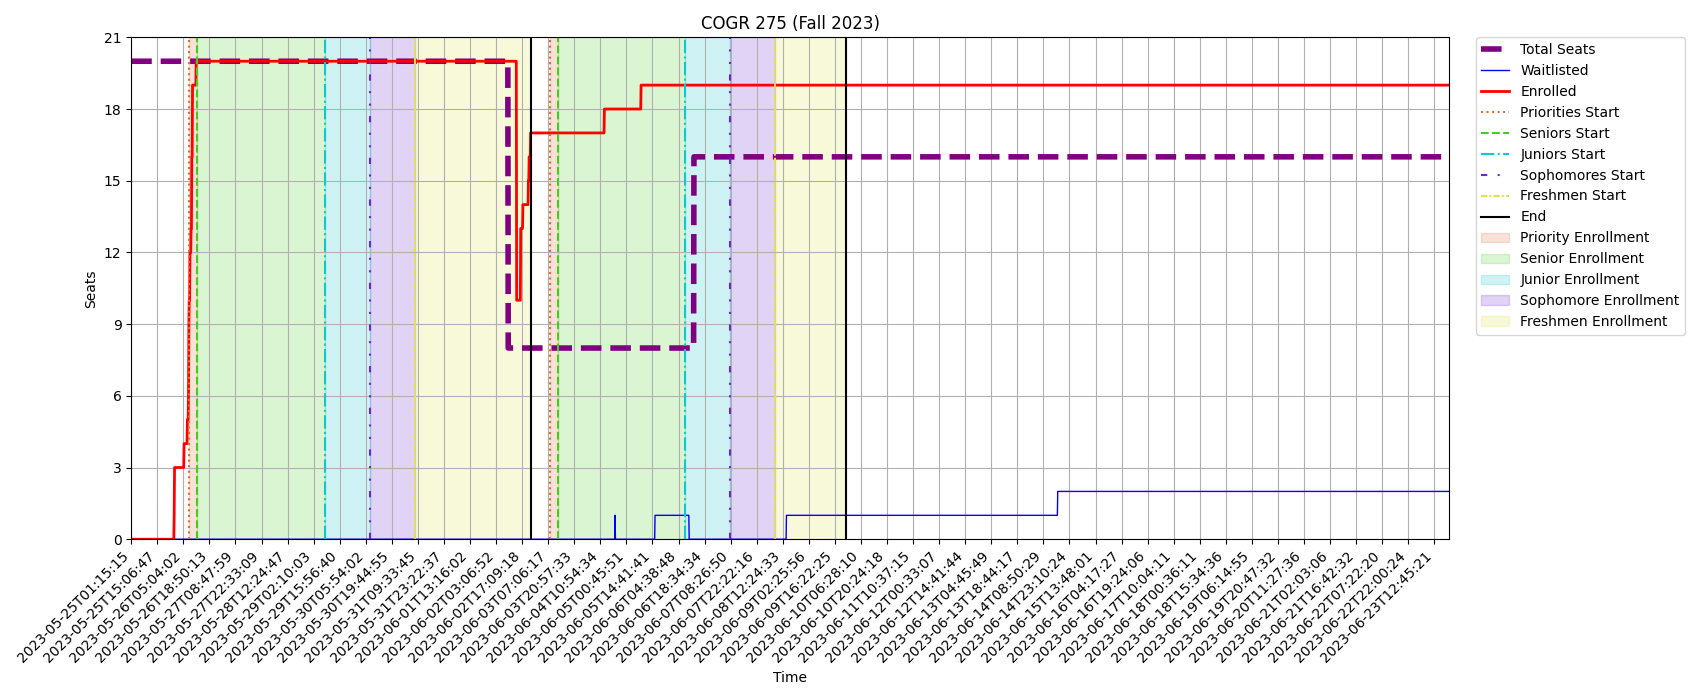 COGR 275 (Fall 2023)
Seats
21
18
15
12
9
6
3
0
Total Seats
Waitlisted
Enrolled
Priorities Start
Seniors Start
Juniors Start
Sophomores Start
Freshmen Start
End
Priority Enrollment
Senior Enrollment
Junior Enrollment
Sophomore Enrollment
Freshmen Enrollment
2023-05-25T01:15:15
2023-05-25T15:06:47
2023-05-26T05:04:02
2023-05-26T18:50:13
2023-05-27T08:47:59
2023-05-27T22:33:09
2023-05-28T12:24:47
2023-05-29T02:10:03
2023-05-29T15:56:40
2023-05-30T05:54:02
2023-05-30T19:44:55
2023-05-31T09:33:45
2023-05-31T23:22:37
2023-06-01T13:16:02
2023-06-02T03:06:52
2023-06-02T17:09:18
2023-06-03T07:06:17
2023-06-03T20:57:33
2023-06-04T10:54:34
2023-06-05T00:45:51
2023-06-05T14:41:41
2023-06-06T04:38:48
2023-06-06T18:34:34
2023-06-07T08:26:50
2023-06-07T22:22:16
2023-06-08T12:24:33
2023-06-09T02:25:56
2023-06-09T16:22:25
2023-06-10T06:28:10
2023-06-10T20:24:18
2023-06-11T10:37:15
2023-06-12T00:33:07
2023-06-12T14:41:44
2023-06-13T04:45:49
2023-06-13T18:44:17
2023-06-14T08:50:29
2023-06-14T23:10:24
2023-06-15T13:48:01
2023-06-16T04:17:27
2023-06-16T19:24:06
2023-06-17T10:04:11
2023-06-18T00:36:11
2023-06-18T15:34:36
2023-06-19T06:14:55
2023-06-19T20:47:32
2023-06-20T11:27:36
2023-06-21T02:03:06
2023-06-21T16:42:32
2023-06-22T07:22:20
2023-06-22T22:00:24
2023-06-23T12:45:21
Time